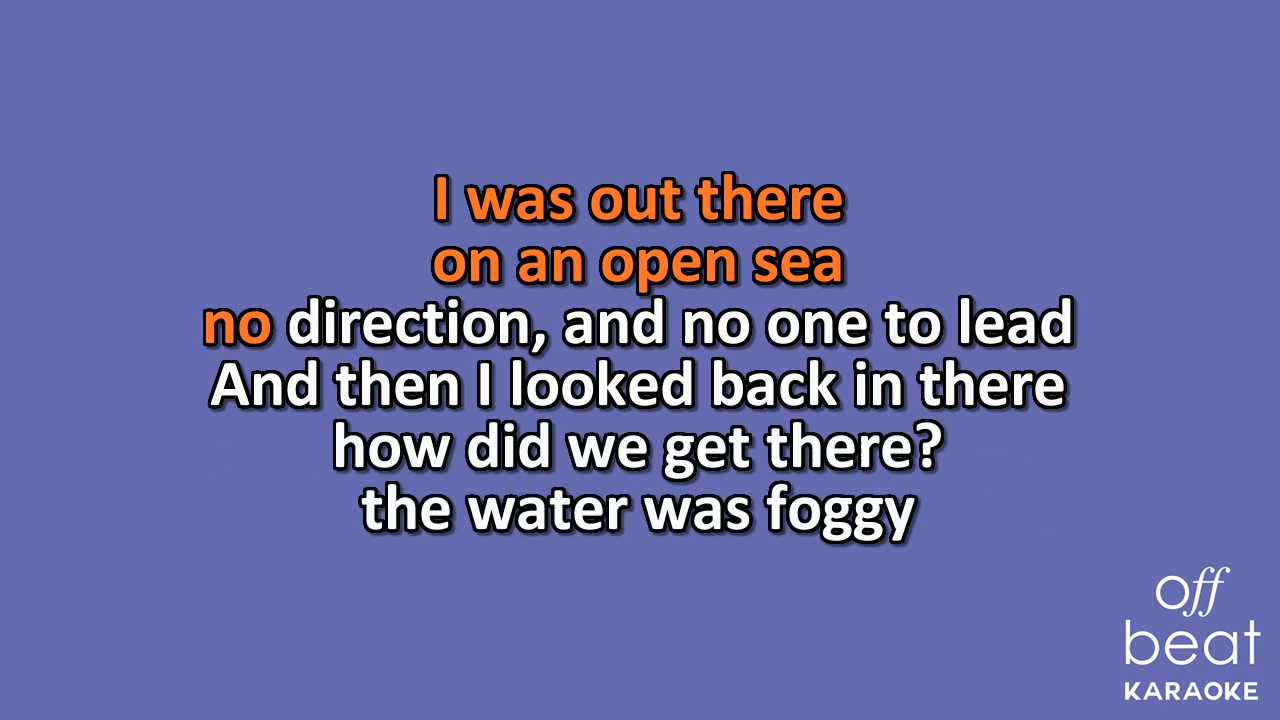 I was out there
on an open sea
no direction, and no one to lead
And then I looked back in there
how did we get there?
the water was foggy
off
beat
KARAOKE